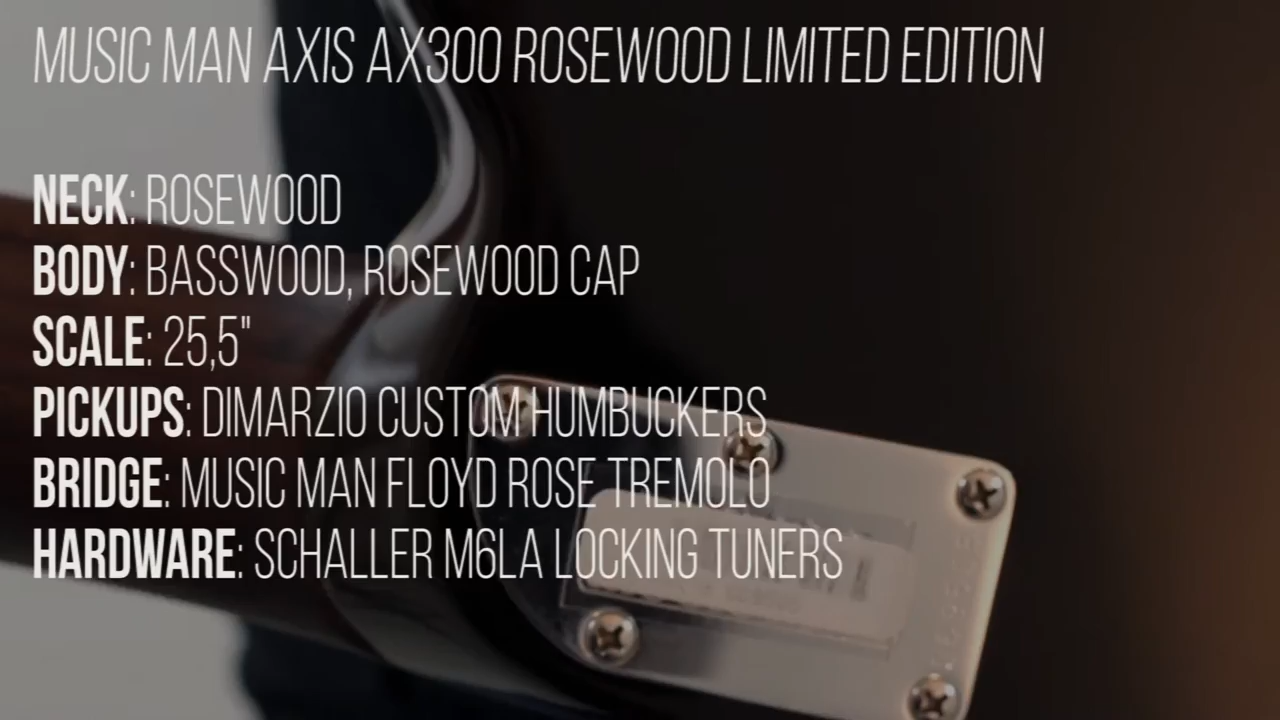 MUSIC MAN AXIS AX300 ROSEWOOD LIMITED EDITION
NECK: ROSEWOOD
BODY: BASSWOOD, ROSEWOOD CAP
SCALE: 25,5"
PICKUPS: DIMARZIO CUSTOM HUMBUCKERS
BRIDGE: MUSIC MAN FLOYD ROSE TREMOLO
HARDWARE: SCHALLER M6LA LOCKING TUNERS